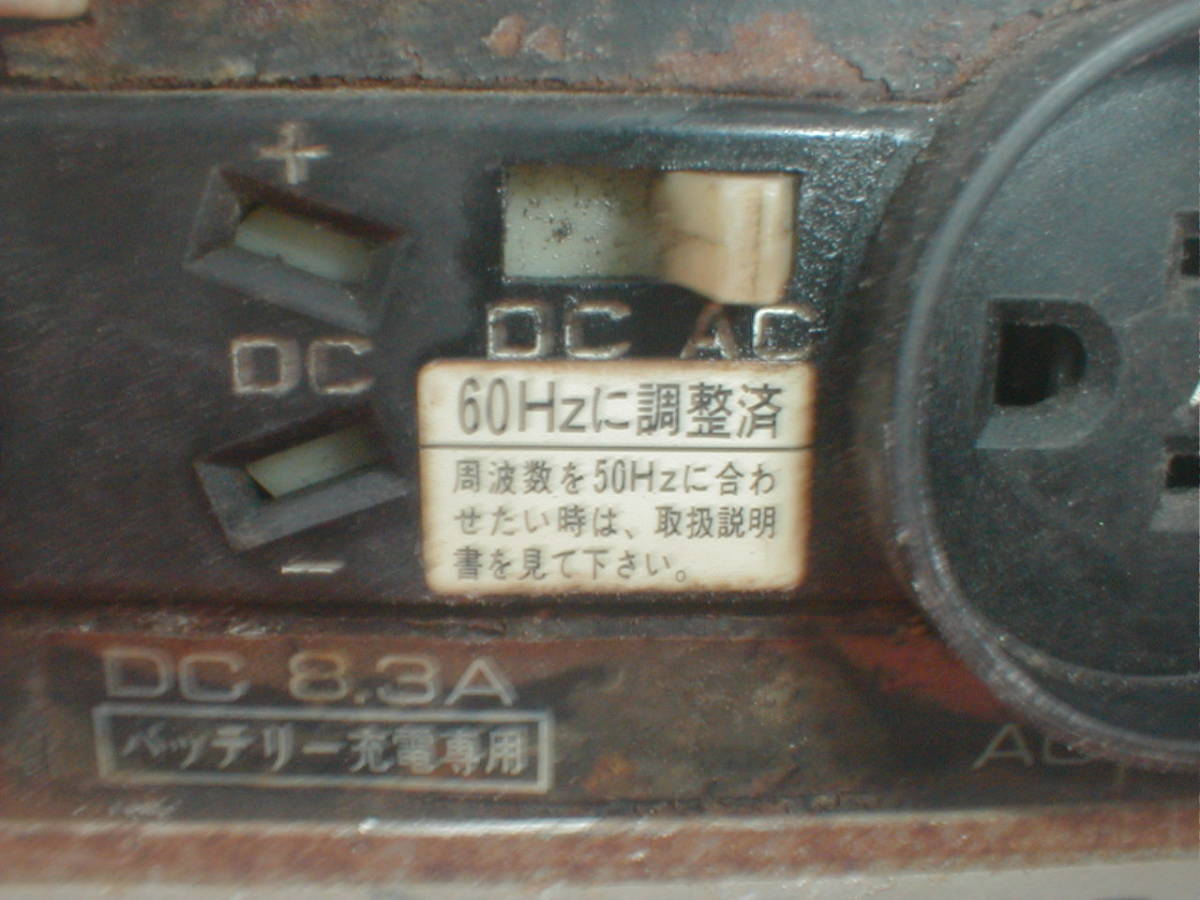 +
DC AC
DC
60Hzに調整済
周波数を50Hzに合わ
せたい時は、取扱説明
書を見て下さい。
−
DC 8.3A
バッテリー充電専用
AC